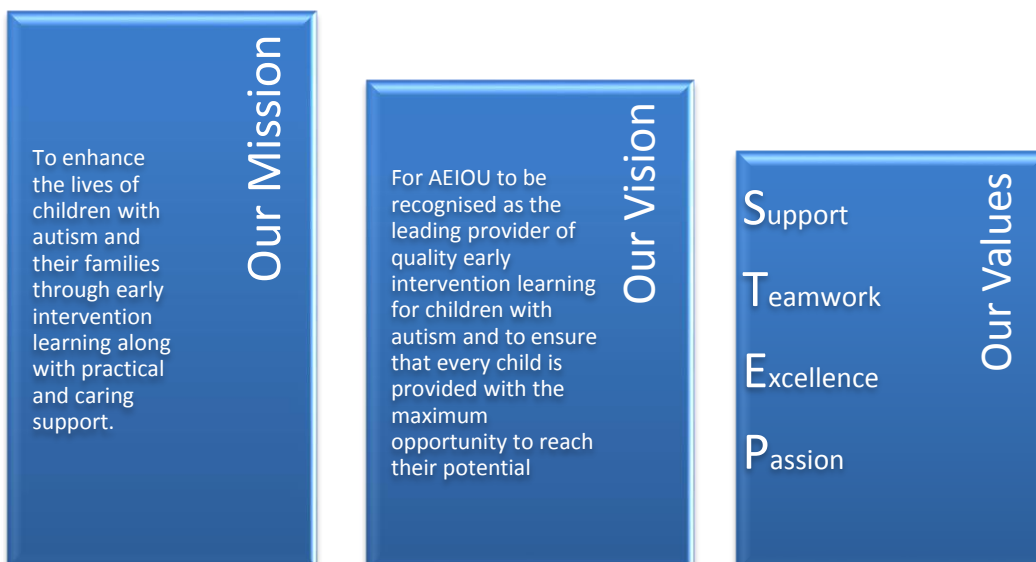 Our Mission
To enhance
the lives of
children with
autism and
their families
through early
intervention
learning along
with practical
and caring
support.
Our Vision
For AEIOU to be
recognised as the
leading provider of
quality early
intervention learning
for children with
autism and to ensure
that every child is
provided with the
maximum
opportunity to reach
their potential
Our Values
Support
Teamwork
Excellence
Passion